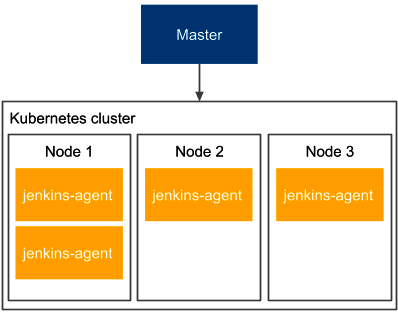 Master
Kubernetes cluster
Node 1
Node 2
Node 3
jenkins-agent
jenkins-agent
jenkins-agent
jenkins-agent